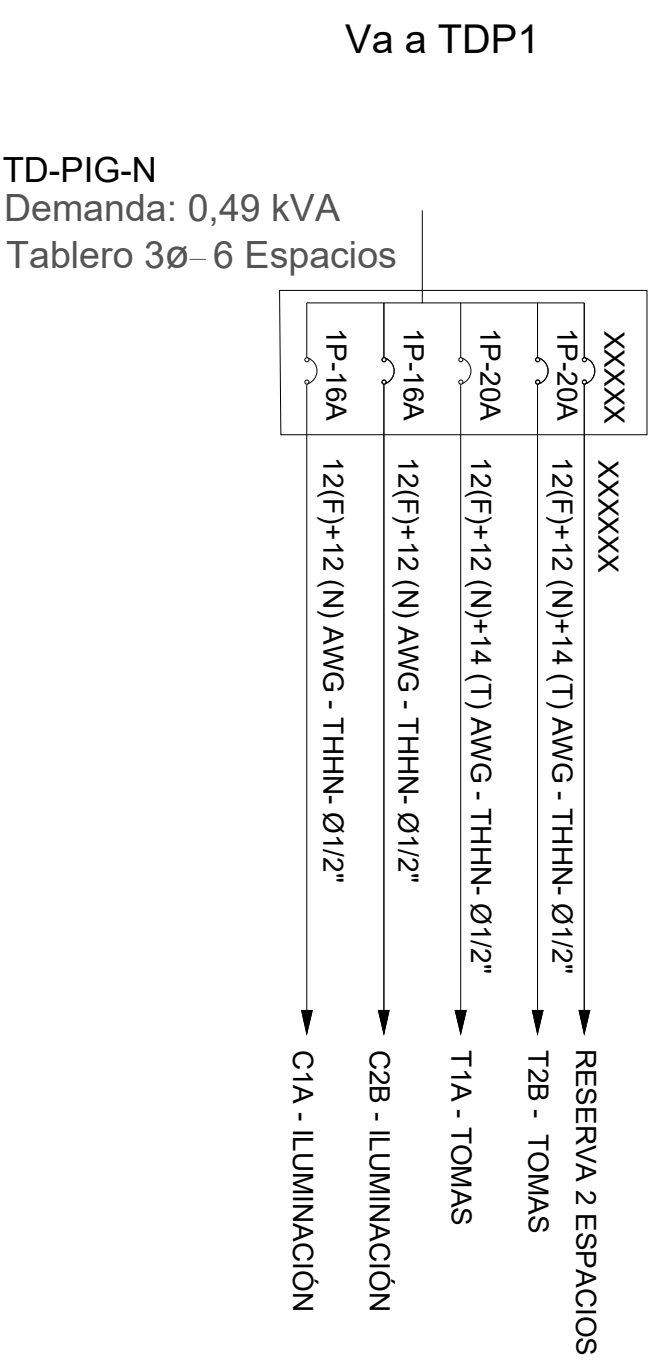 Va a TDP1
TD-PIG-N
Demanda: 0,49 kVA
Tablero 3ø– 6 Espacios
1P-16A
1P-16A
1P-20A
1P-20A
XXXXX
12(F)+12 (N) AWG - THHN- Ø1/2"
12(F)+12 (N) AWG - THHN- Ø1/2"
12(F)+12 (N)+14 (T) AWG - THHN- Ø1/2"
12(F)+12 (N)+14 (T) AWG - THHN- Ø1/2"
XXXXXX
C1A - ILUMINACIÓN
C2B - ILUMINACIÓN
T1A - TOMAS
T2B - TOMAS
RESERVA 2 ESPACIOS